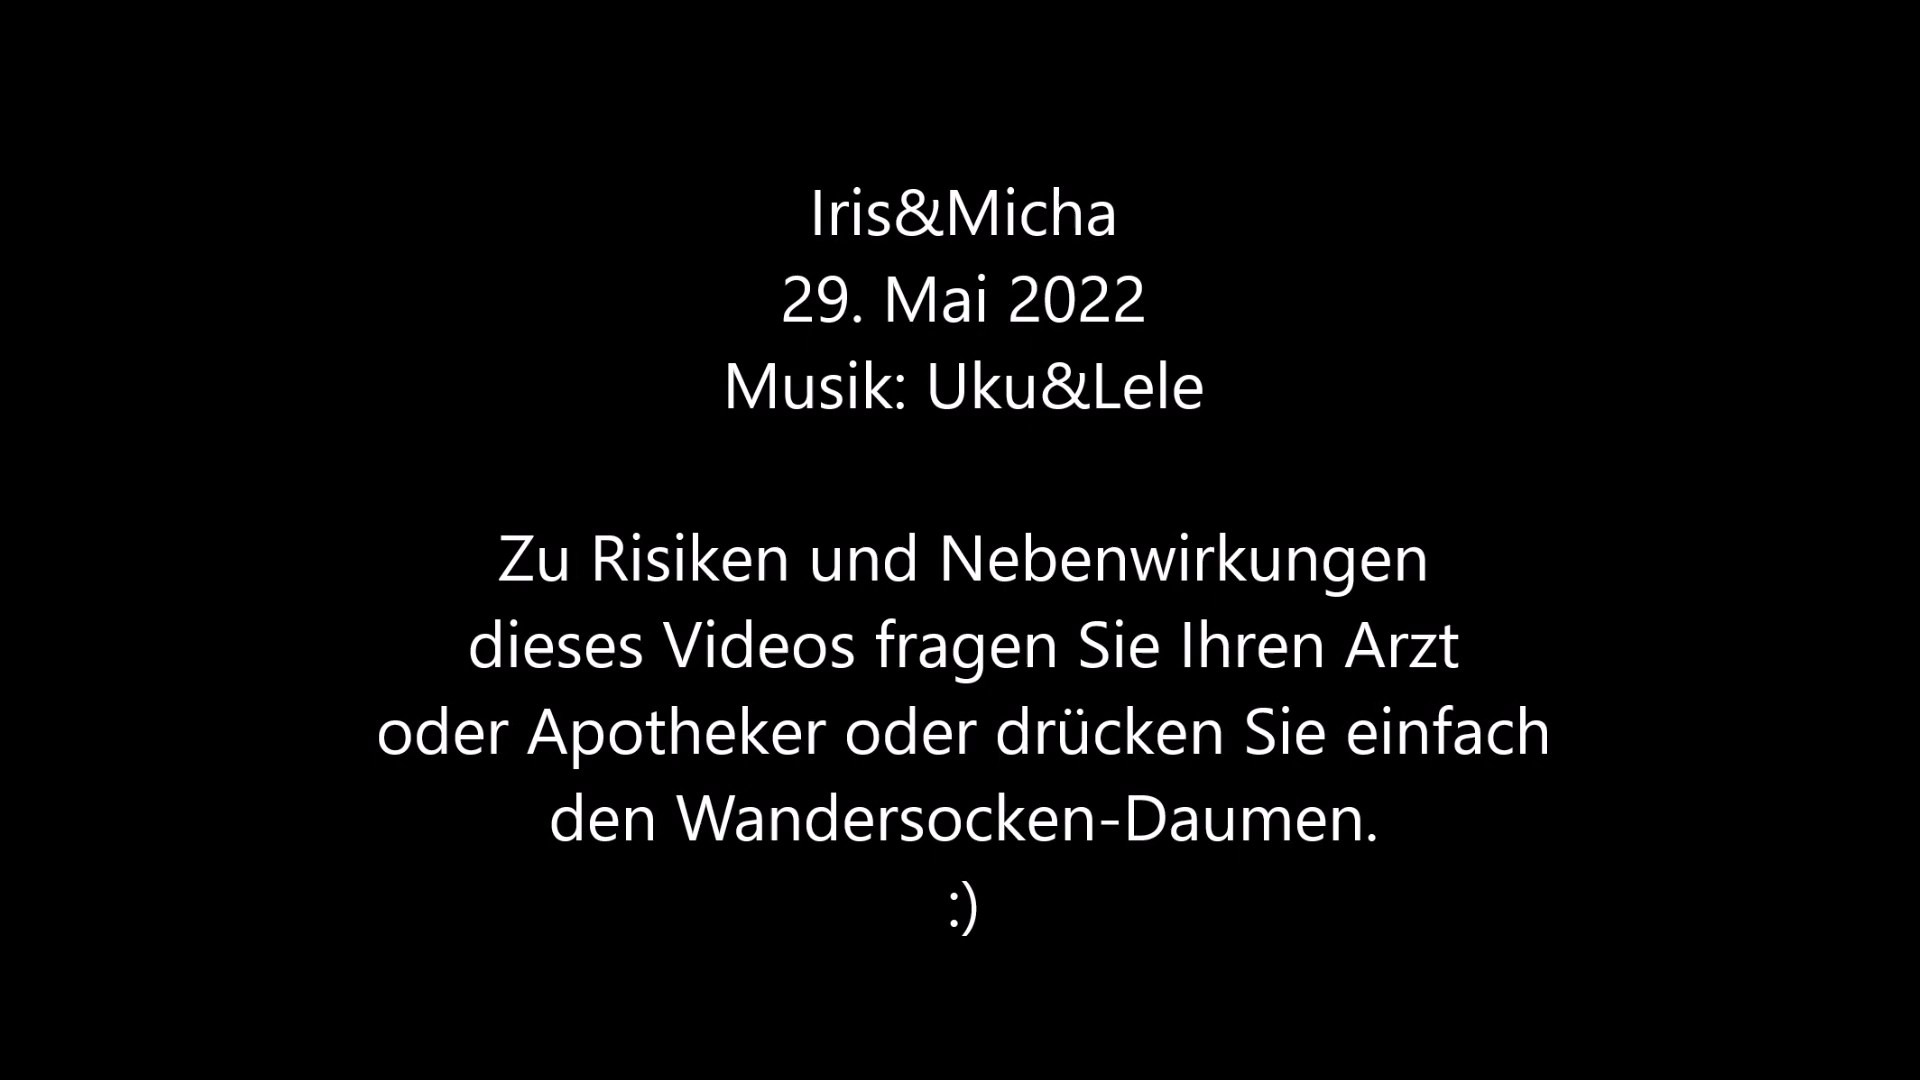 Iris&Micha
29. Mai 2022
Musik: Uku&Lele
Zu Risiken und Nebenwirkungen
dieses Videos fragen Sie Ihren Arzt
oder Apotheker oder drücken Sie einfach
den Wandersocken-Daumen.
:)